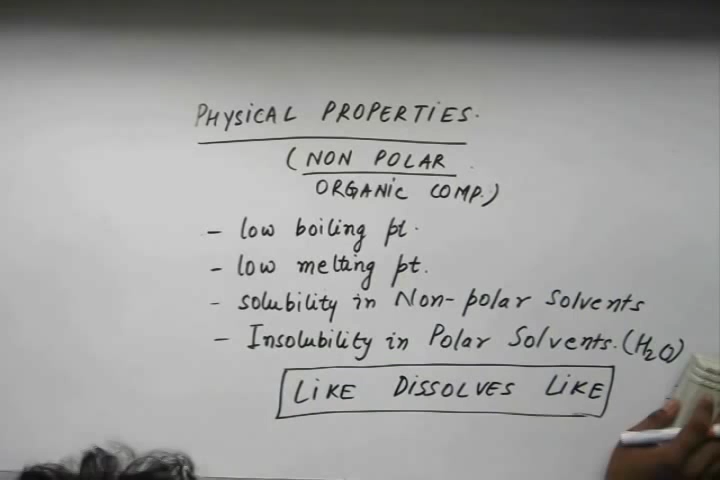 PHYSICAL PROPERTIES.
(NON POLAR
ORGANIC COMP.)
- low boiling pt.
- low melting pt.
- solubility in Non-polar solvents
- Insolubility in Polar Solvents. (H2O)
LIKE DISSOLVES LIKE